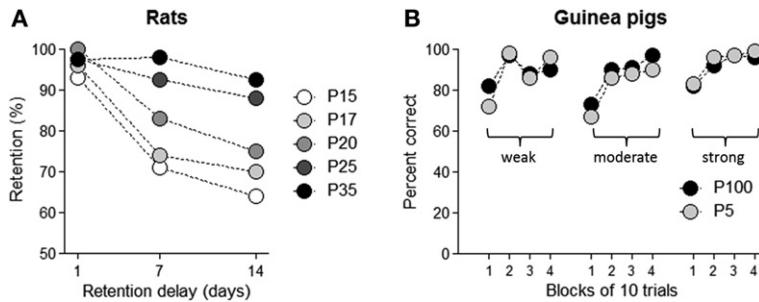 A Rats
Retention (%)
100
90
80
70
60
50
1 7 14
Retention delay (days)
P15
P17
P20
P25
P35
B Guinea pigs
Percent correct
100
80
60
40
20
0
weak moderate strong
P100
P5
1 2 3 4 1 2 3 4 1 2 3 4
Blocks of 10 trials